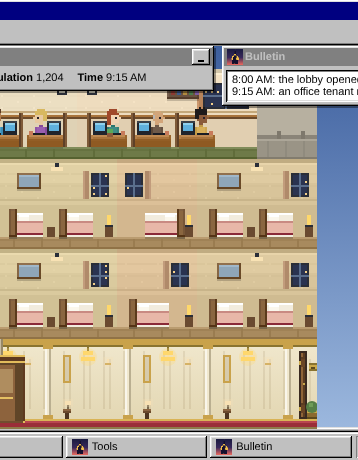 Bulletin
ulation 1,204 Time 9:15 AM
8:00 AM: the lobby opene
9:15 AM: an office tenant
Tools
Bulletin